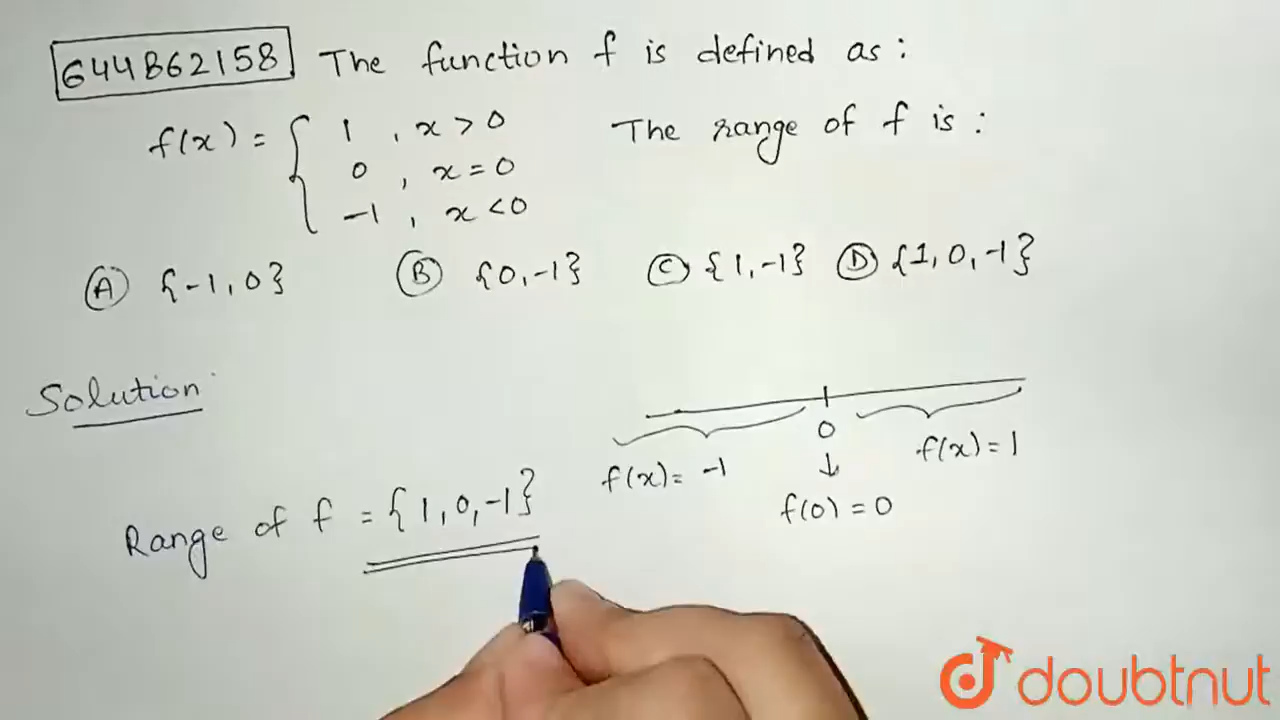 644862158 The function f is defined as:
f(x) = { 1 , x > 0 The range of f is:
0 , x = 0
-1 , x < 0
(A) {-1, 0} (B) {0, -1} (C) {1, -1} (D) {1, 0, -1}
Solution
0
f(x) = -1 ↓ f(x) = 1
f(0) = 0
Range of f = {1, 0, -1}
doubtnut